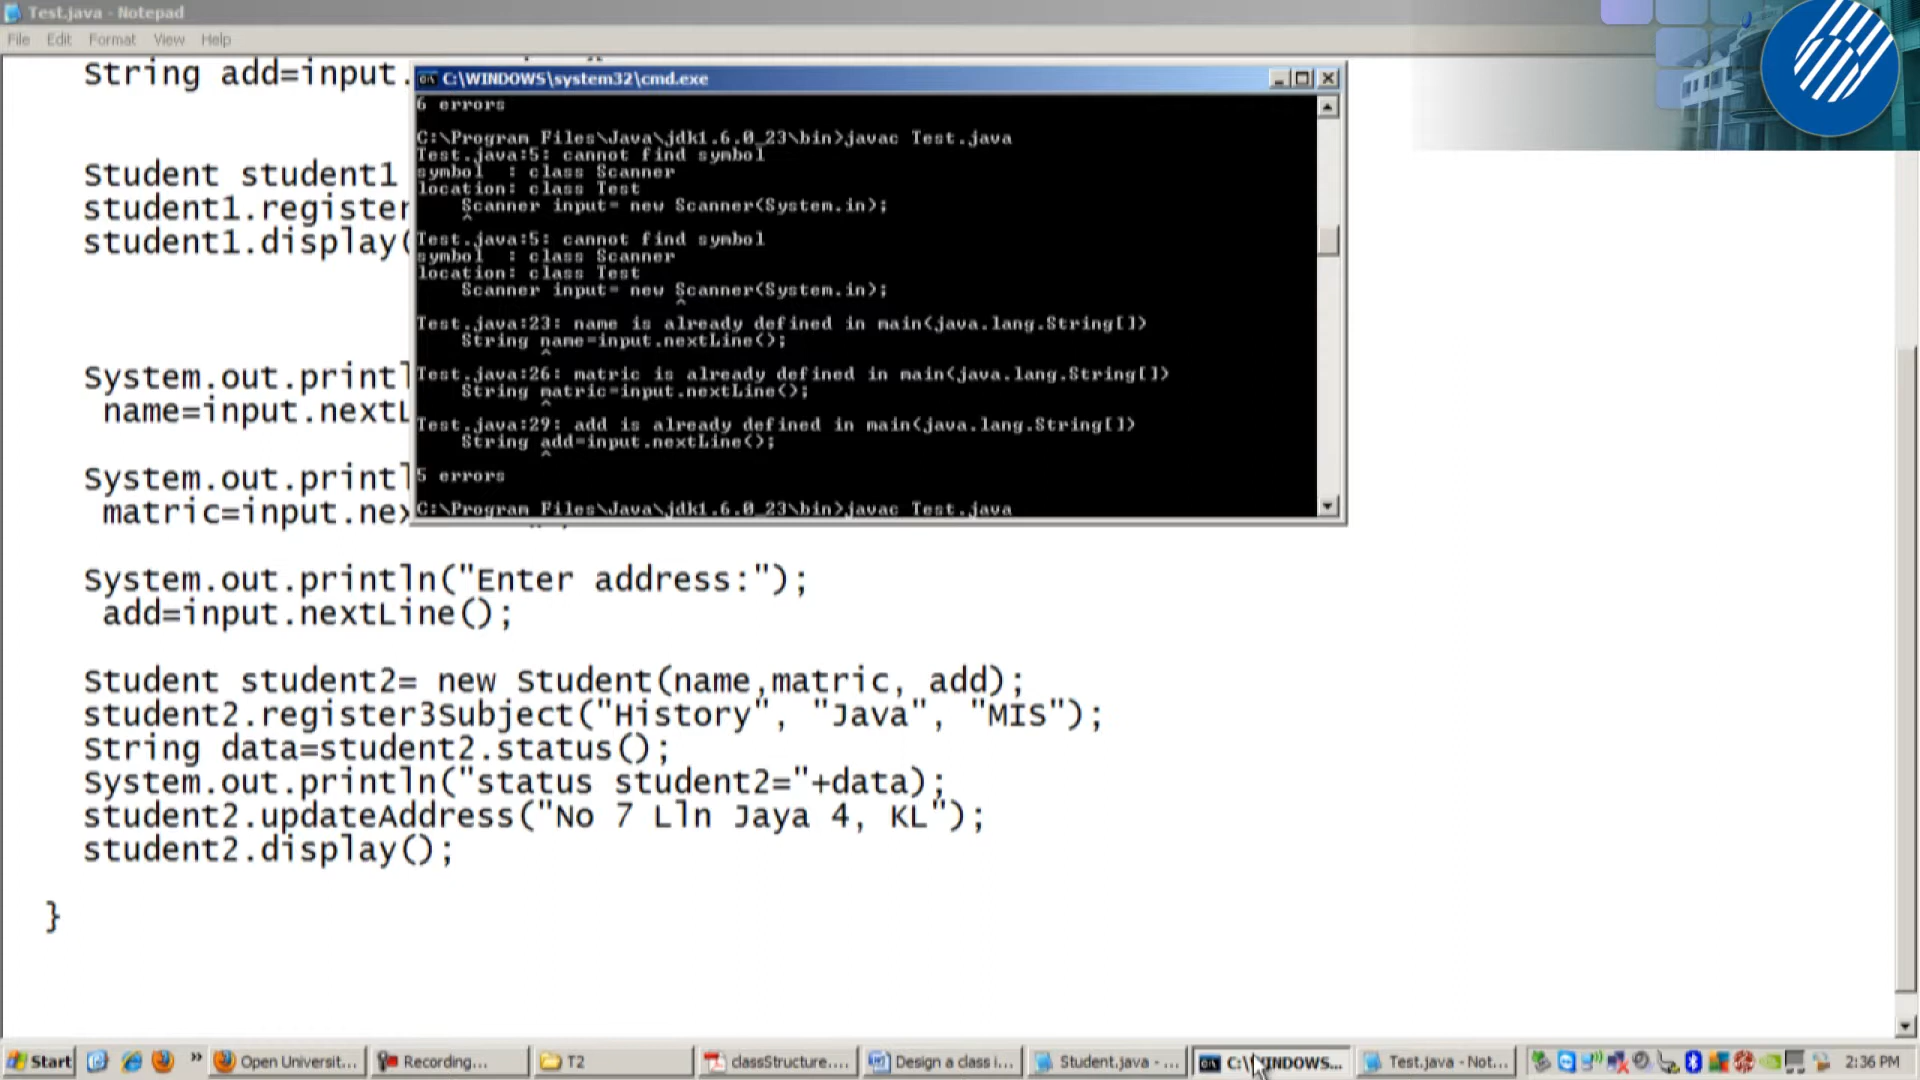 Test.java - Notepad
File Edit Format View Help
String add=input.
Student student1
student1.register
student1.display(
System.out.printl
name=input.nextL
System.out.printl
matric=input.nex
System.out.println("Enter address:");
add=input.nextLine();
Student student2= new Student(name,matric, add);
student2.register3Subject("History", "Java", "MIS");
String data=student2.status();
System.out.println("status student2="+data);
student2.updateAddress("No 7 Lln Jaya 4, KL");
student2.display();
}
C:\WINDOWS\system32\cmd.exe
6 errors
C:\Program Files\Java\jdk1.6.0_23\bin>javac Test.java
Test.java:5: cannot find symbol
symbol  : class Scanner
location: class Test
Scanner input= new Scanner(System.in);
^
Test.java:5: cannot find symbol
symbol  : class Scanner
location: class Test
Scanner input= new Scanner(System.in);
^
Test.java:23: name is already defined in main(java.lang.String[])
String name=input.nextLine();
^
Test.java:26: matric is already defined in main(java.lang.String[])
String matric=input.nextLine();
^
Test.java:29: add is already defined in main(java.lang.String[])
String add=input.nextLine();
^
5 errors
C:\Program Files\Java\jdk1.6.0_23\bin>javac Test.java
Start » Open Universit... Recording... T2 classStructure.... Design a class i... Student.java - ... C:\WINDOWS... Test.java - Not... 2:36 PM